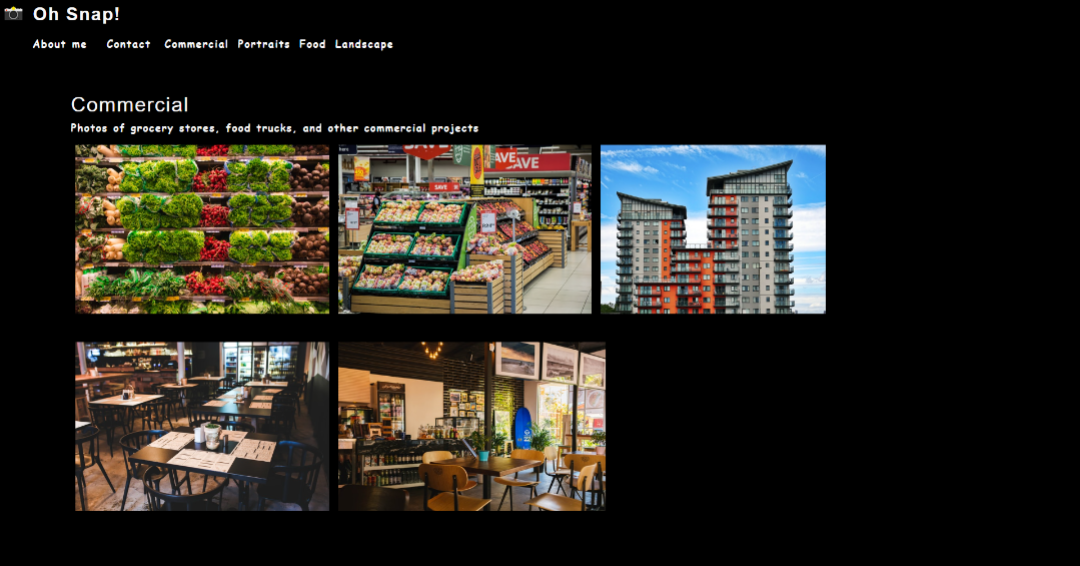 Oh Snap!
About me Contact Commercial Portraits Food Landscape
Commercial
Photos of grocery stores, food trucks, and other commercial projects
SAVE
SAVE
SAVE